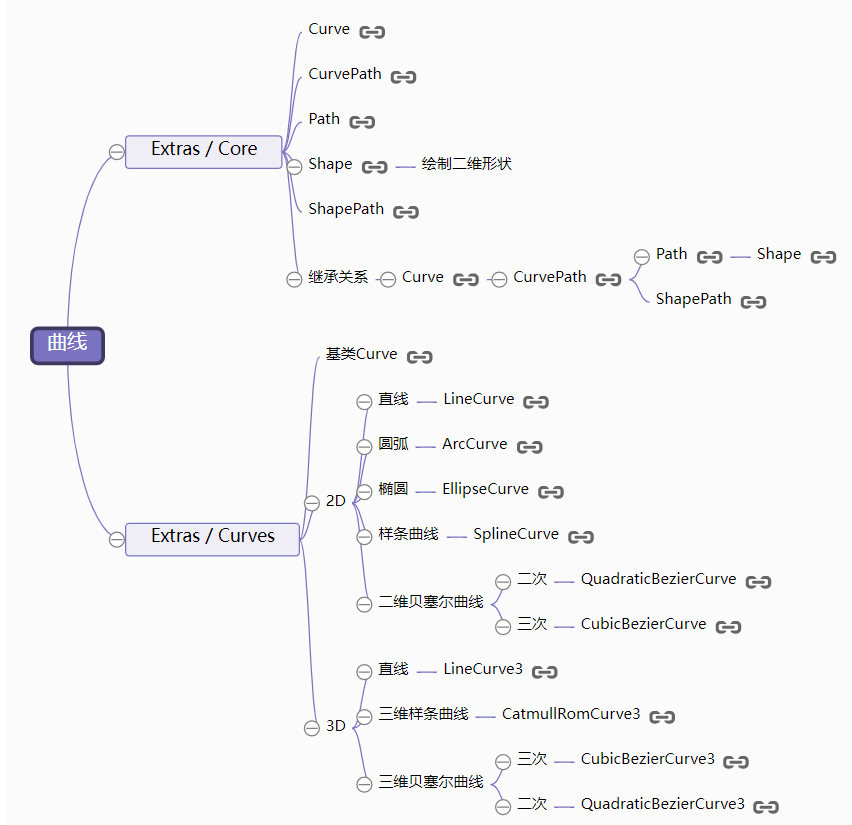 曲线
Extras / Core
Curve
CurvePath
Path
Shape 绘制二维形状
ShapePath
继承关系 Curve CurvePath
Path Shape
ShapePath
Extras / Curves
基类Curve
2D
直线 LineCurve
圆弧 ArcCurve
椭圆 EllipseCurve
样条曲线 SplineCurve
二维贝塞尔曲线
二次 QuadraticBezierCurve
三次 CubicBezierCurve
3D
直线 LineCurve3
三维样条曲线 CatmullRomCurve3
三维贝塞尔曲线
三次 CubicBezierCurve3
二次 QuadraticBezierCurve3